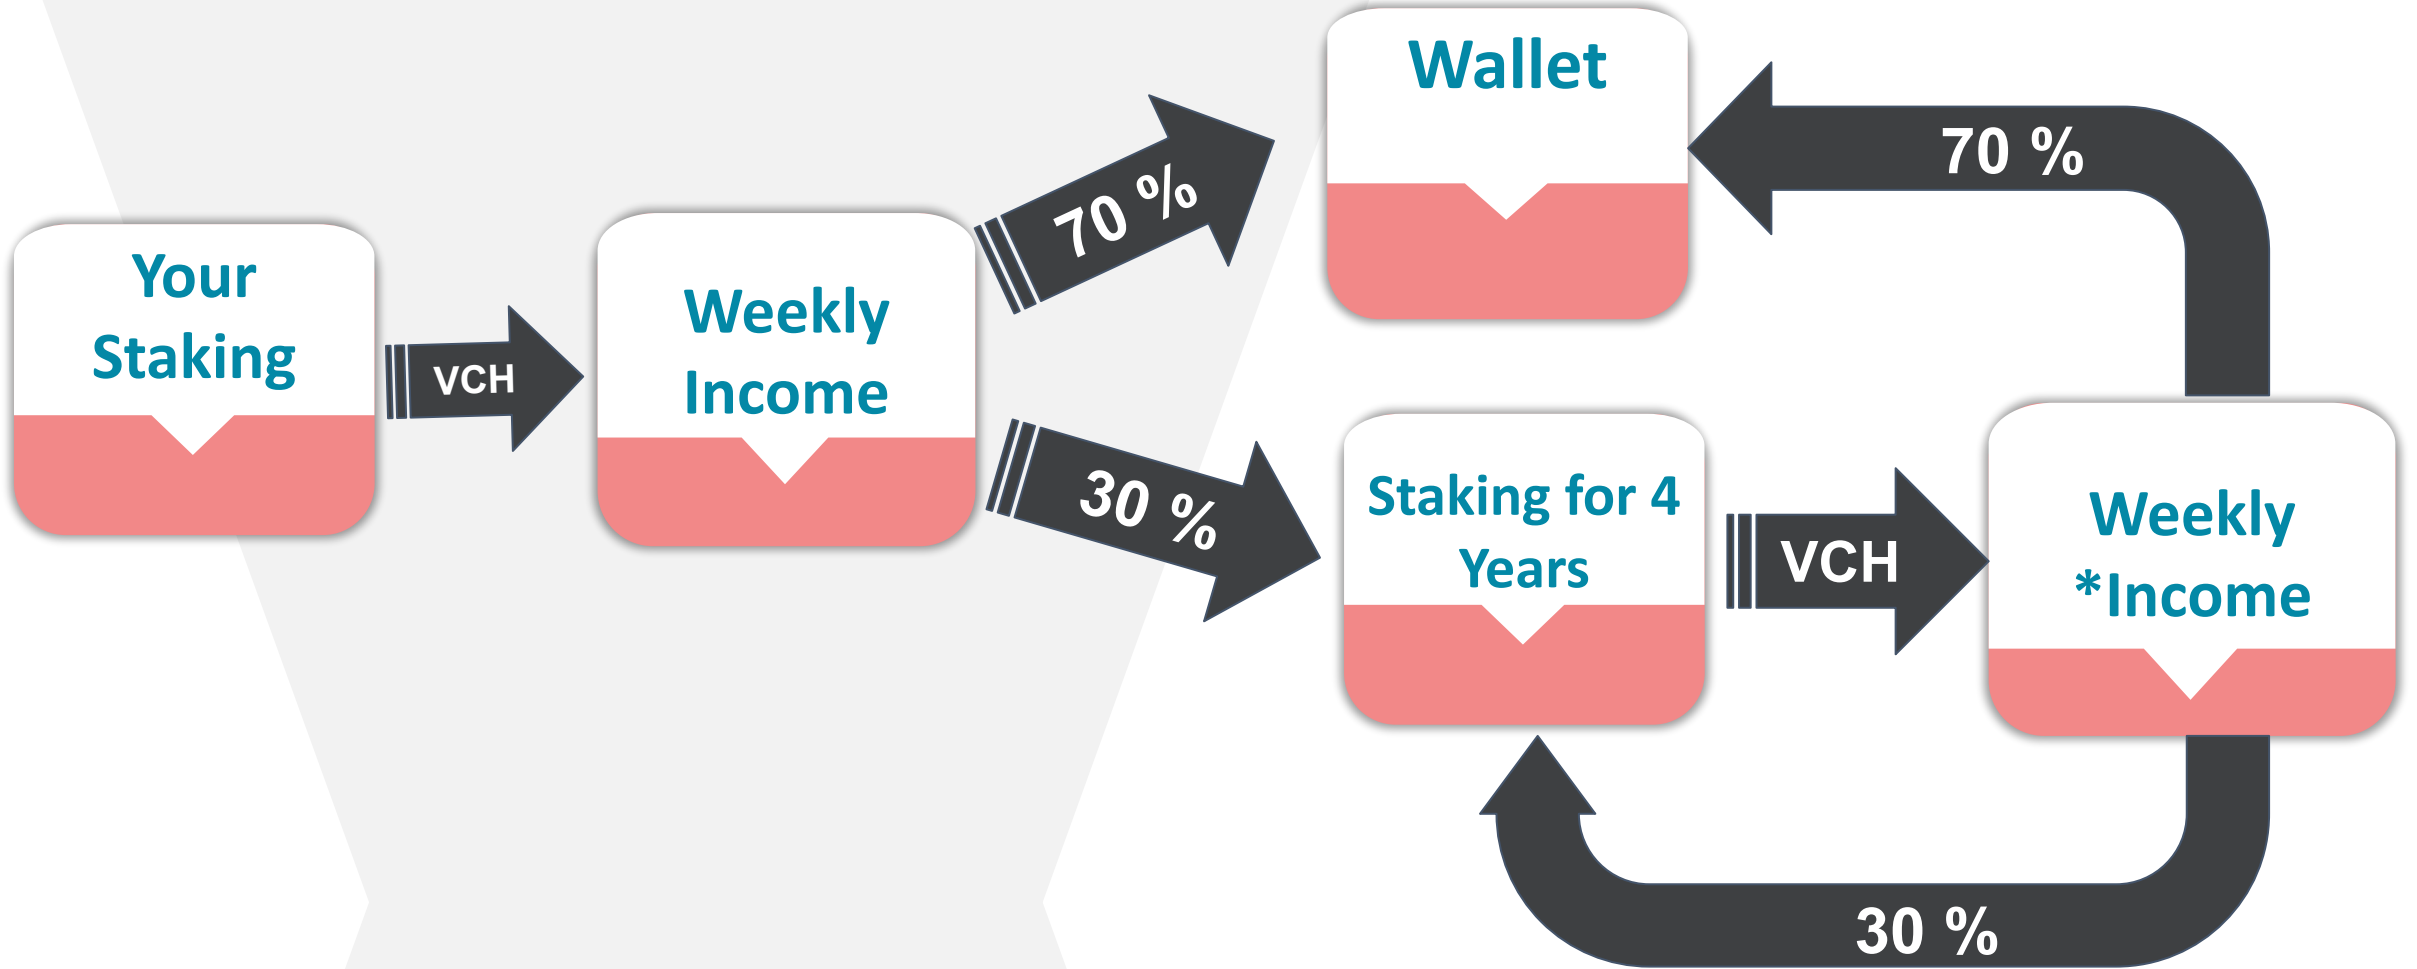 Your
Staking
VCH
Weekly
Income
70 %
30 %
Wallet
70 %
Staking for 4
Years
VCH
Weekly
*Income
30 %